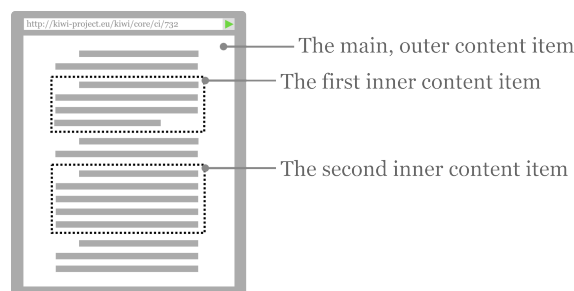 http://kiwi-project.eu/kiwi/core/ci/732
The main, outer content item
The first inner content item
The second inner content item